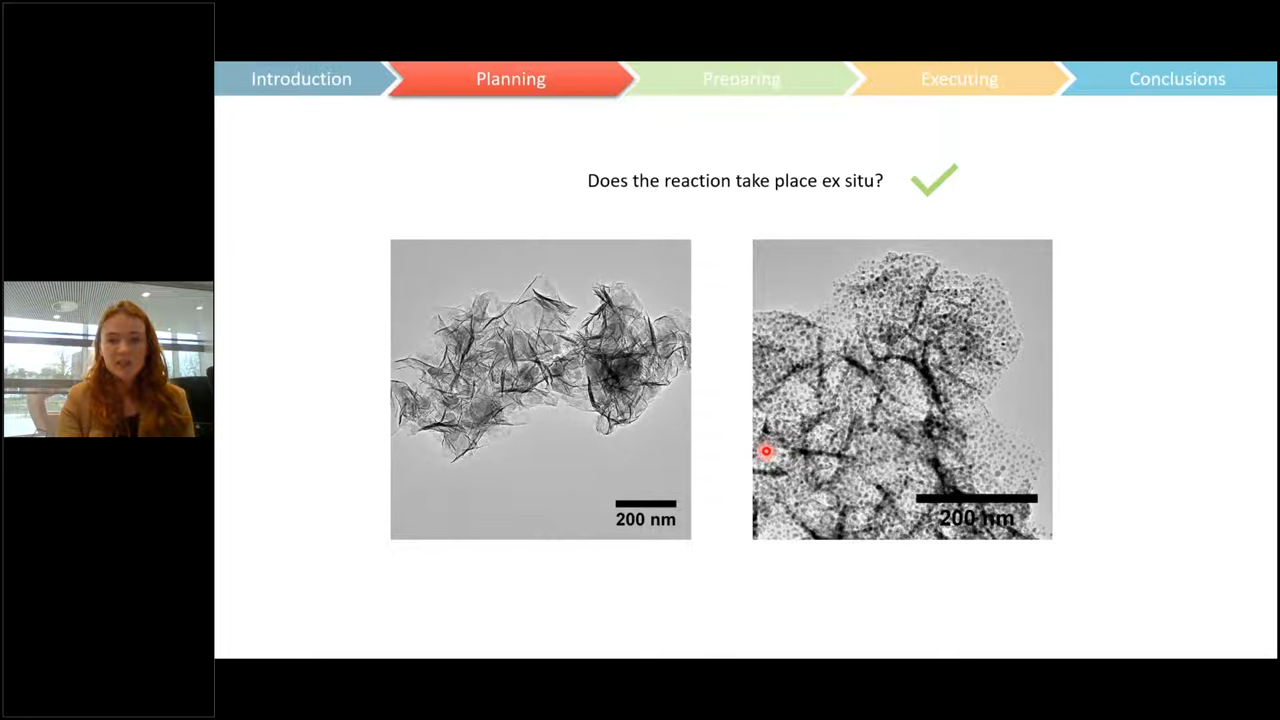 Introduction
Planning
Preparing
Executing
Conclusions
Does the reaction take place ex situ?
200 nm
200 nm